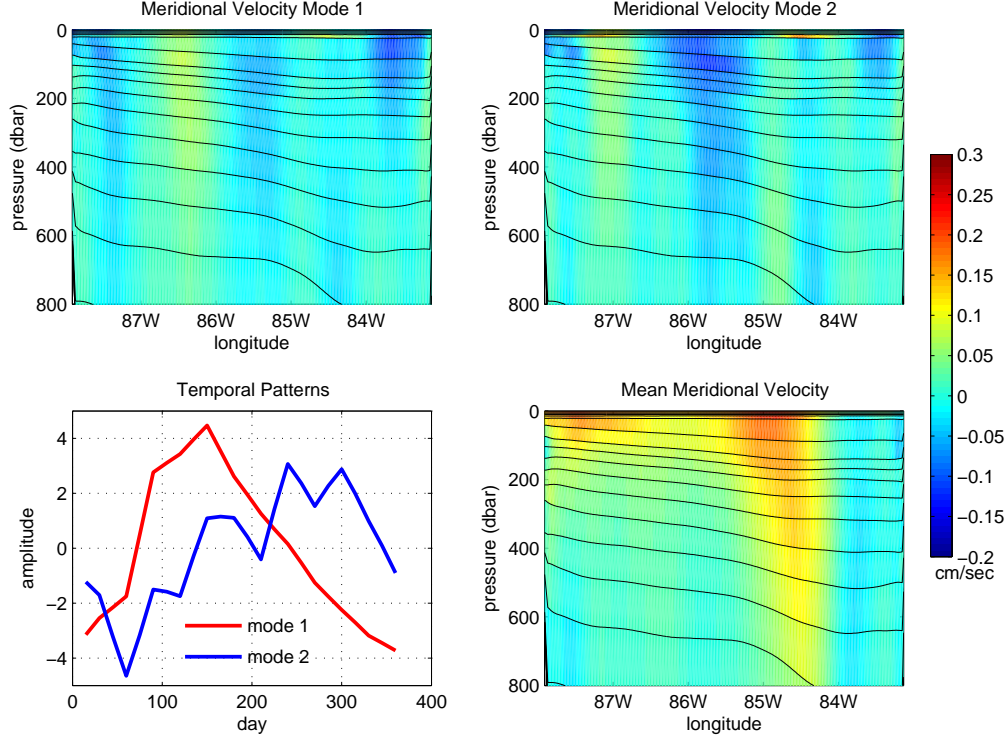 Meridional Velocity Mode 1
0
200
400
600
800
pressure (dbar)
87W 86W 85W 84W
longitude
Meridional Velocity Mode 2
0
200
400
600
800
pressure (dbar)
87W 86W 85W 84W
longitude
0.3
0.25
0.2
0.15
0.1
0.05
0
−0.05
−0.1
−0.15
−0.2
cm/sec
Temporal Patterns
4
2
0
−2
−4
amplitude
mode 1
mode 2
0 100 200 300 400
day
Mean Meridional Velocity
0
200
400
600
800
pressure (dbar)
87W 86W 85W 84W
longitude